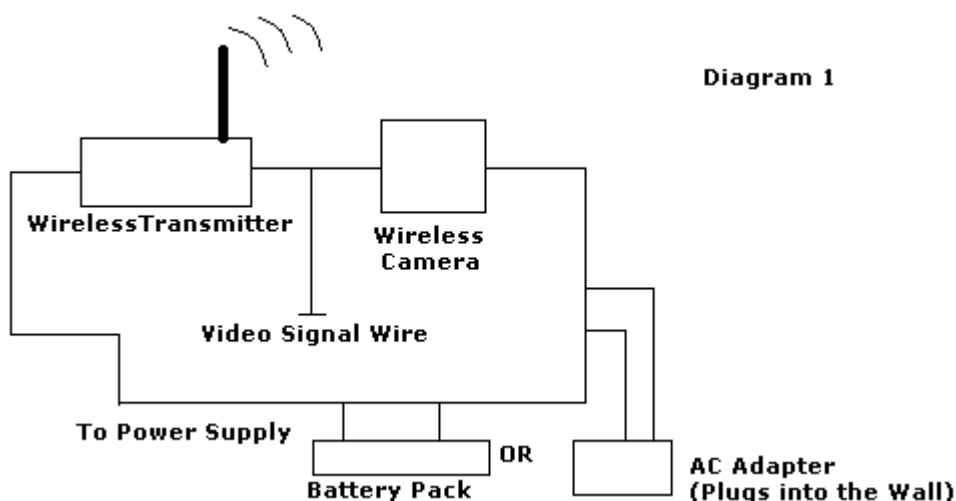 Diagram 1
WirelessTransmitter
Wireless
Camera
Video Signal Wire
To Power Supply
OR
Battery Pack
AC Adapter
(Plugs into the Wall)